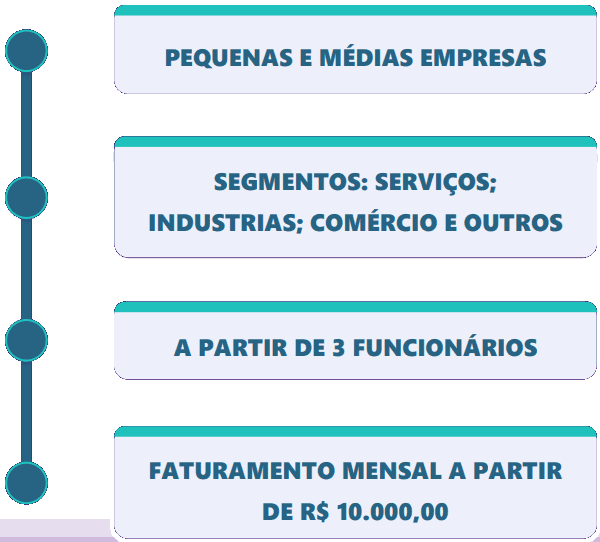 PEQUENAS E MÉDIAS EMPRESAS
SEGMENTOS: SERVIÇOS;
INDUSTRIAS; COMÉRCIO E OUTROS
A PARTIR DE 3 FUNCIONÁRIOS
FATURAMENTO MENSAL A PARTIR
DE R$ 10.000,00